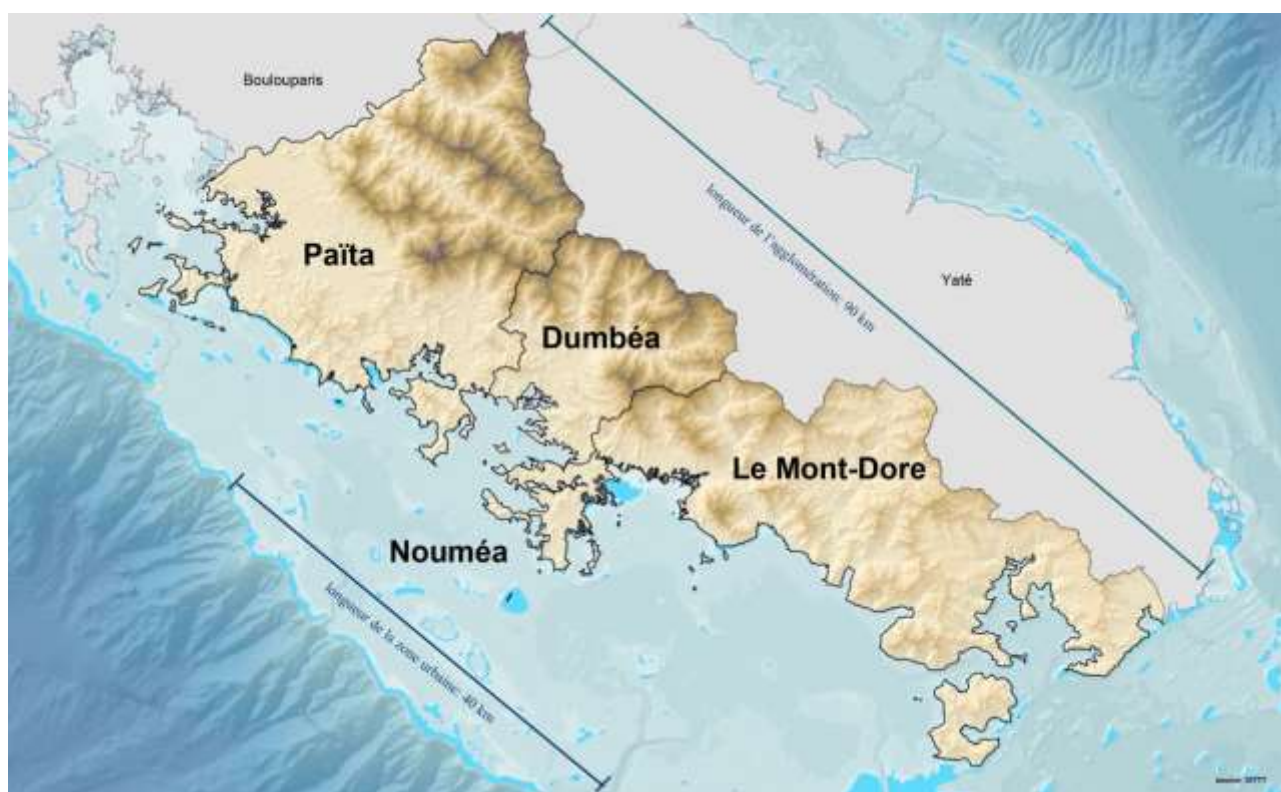 Boulouparis
longueur de l'agglomération: 90 km
Païta
Yaté
Dumbéa
Le Mont-Dore
Nouméa
longueur de la zone urbaine: 40 km